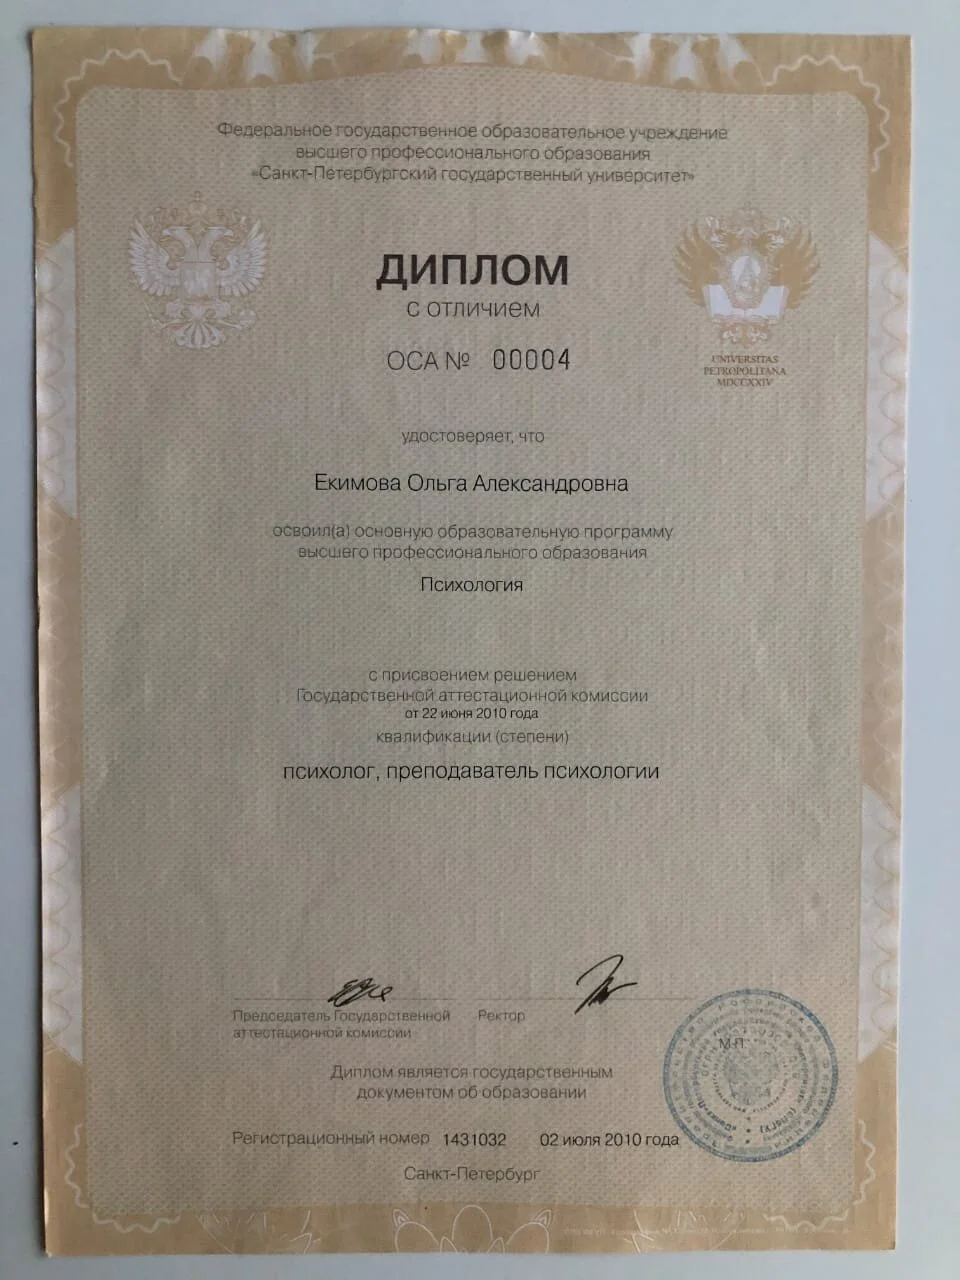 Федеральное государственное образовательное учреждение
высшего профессионального образования
«Санкт-Петербургский государственный университет»
ДИПЛОМ
с отличием
ОСА № 00004
UNIVERSITAS
PETROPOLITANA
MDCCXXIV
удостоверяет, что
Екимова Ольга Александровна
освоил(а) основную образовательную программу
высшего профессионального образования
Психология
с присвоением решением
Государственной аттестационной комиссии
от 22 июня 2010 года
квалификации (степени)
психолог, преподаватель психологии
Председатель Государственной
аттестационной комиссии
Ректор
М.П.
Диплом является государственным
документом об образовании
Регистрационный номер 1431032 02 июля 2010 года
Санкт-Петербург